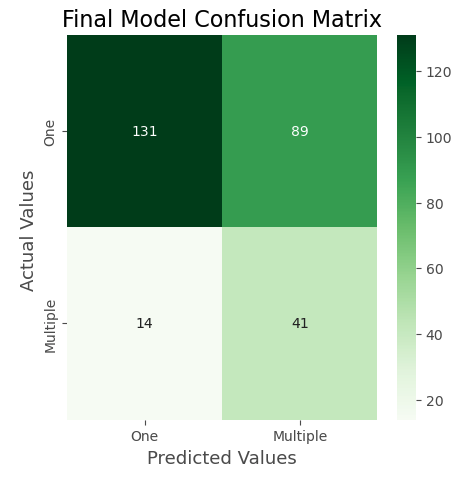 Final Model Confusion Matrix
Actual Values
One
Multiple
131
89
14
41
One
Multiple
Predicted Values
120
100
80
60
40
20